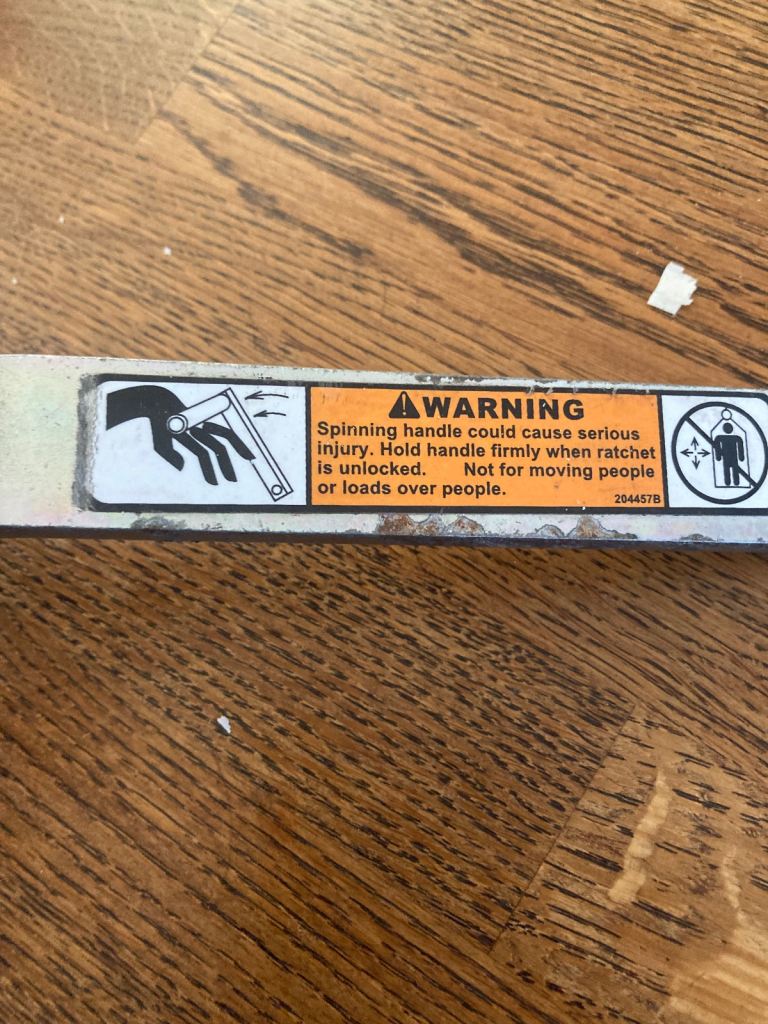 WARNING
Spinning handle could cause serious
injury. Hold handle firmly when ratchet
is unlocked. Not for moving people
or loads over people.
204457B